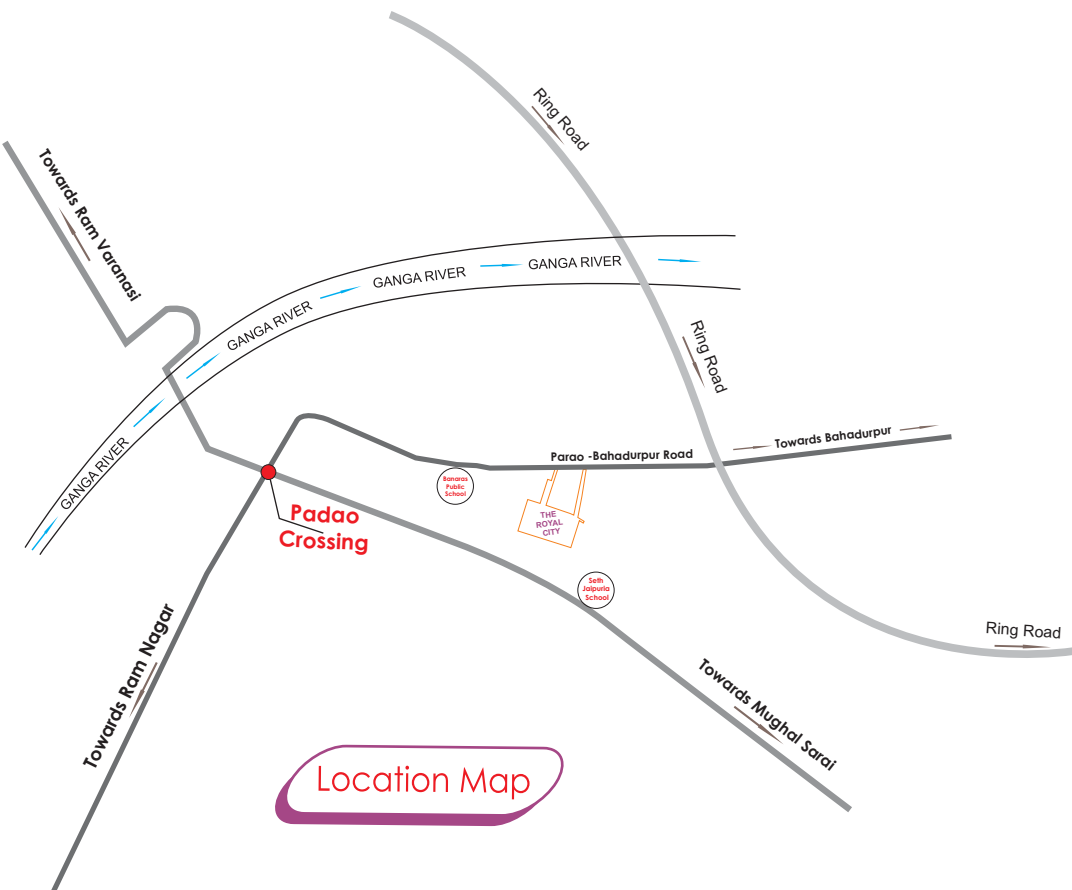 Ring Road
Towards Ram Varanasi
GANGA RIVER
GANGA RIVER
GANGA RIVER
GANGA RIVER
Ring Road
Towards Bahadurpur
Parao -Bahadurpur Road
Banaras
Public
School
Padao
Crossing
THE
ROYAL
CITY
Seth
Jaipuria
School
Ring Road
Towards Ram Nagar
Towards Mughal Sarai
Location Map